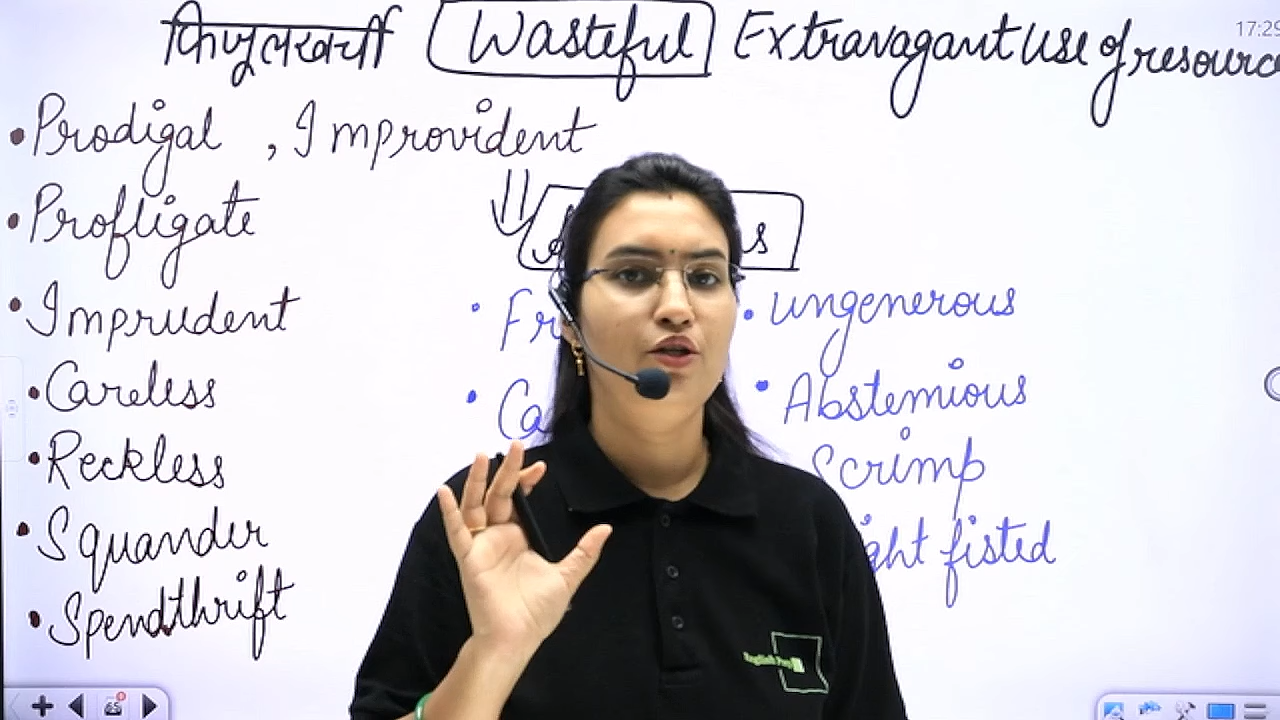 फिजूलखर्ची Wasteful Extravagant use of
17:29
• Prodigal , Improvident
• Profligate
• Imprudent
• ungenerous
• Careless
• Abstemious
• Reckless
Scrimp
• Squander
fisted
• Spendthrift